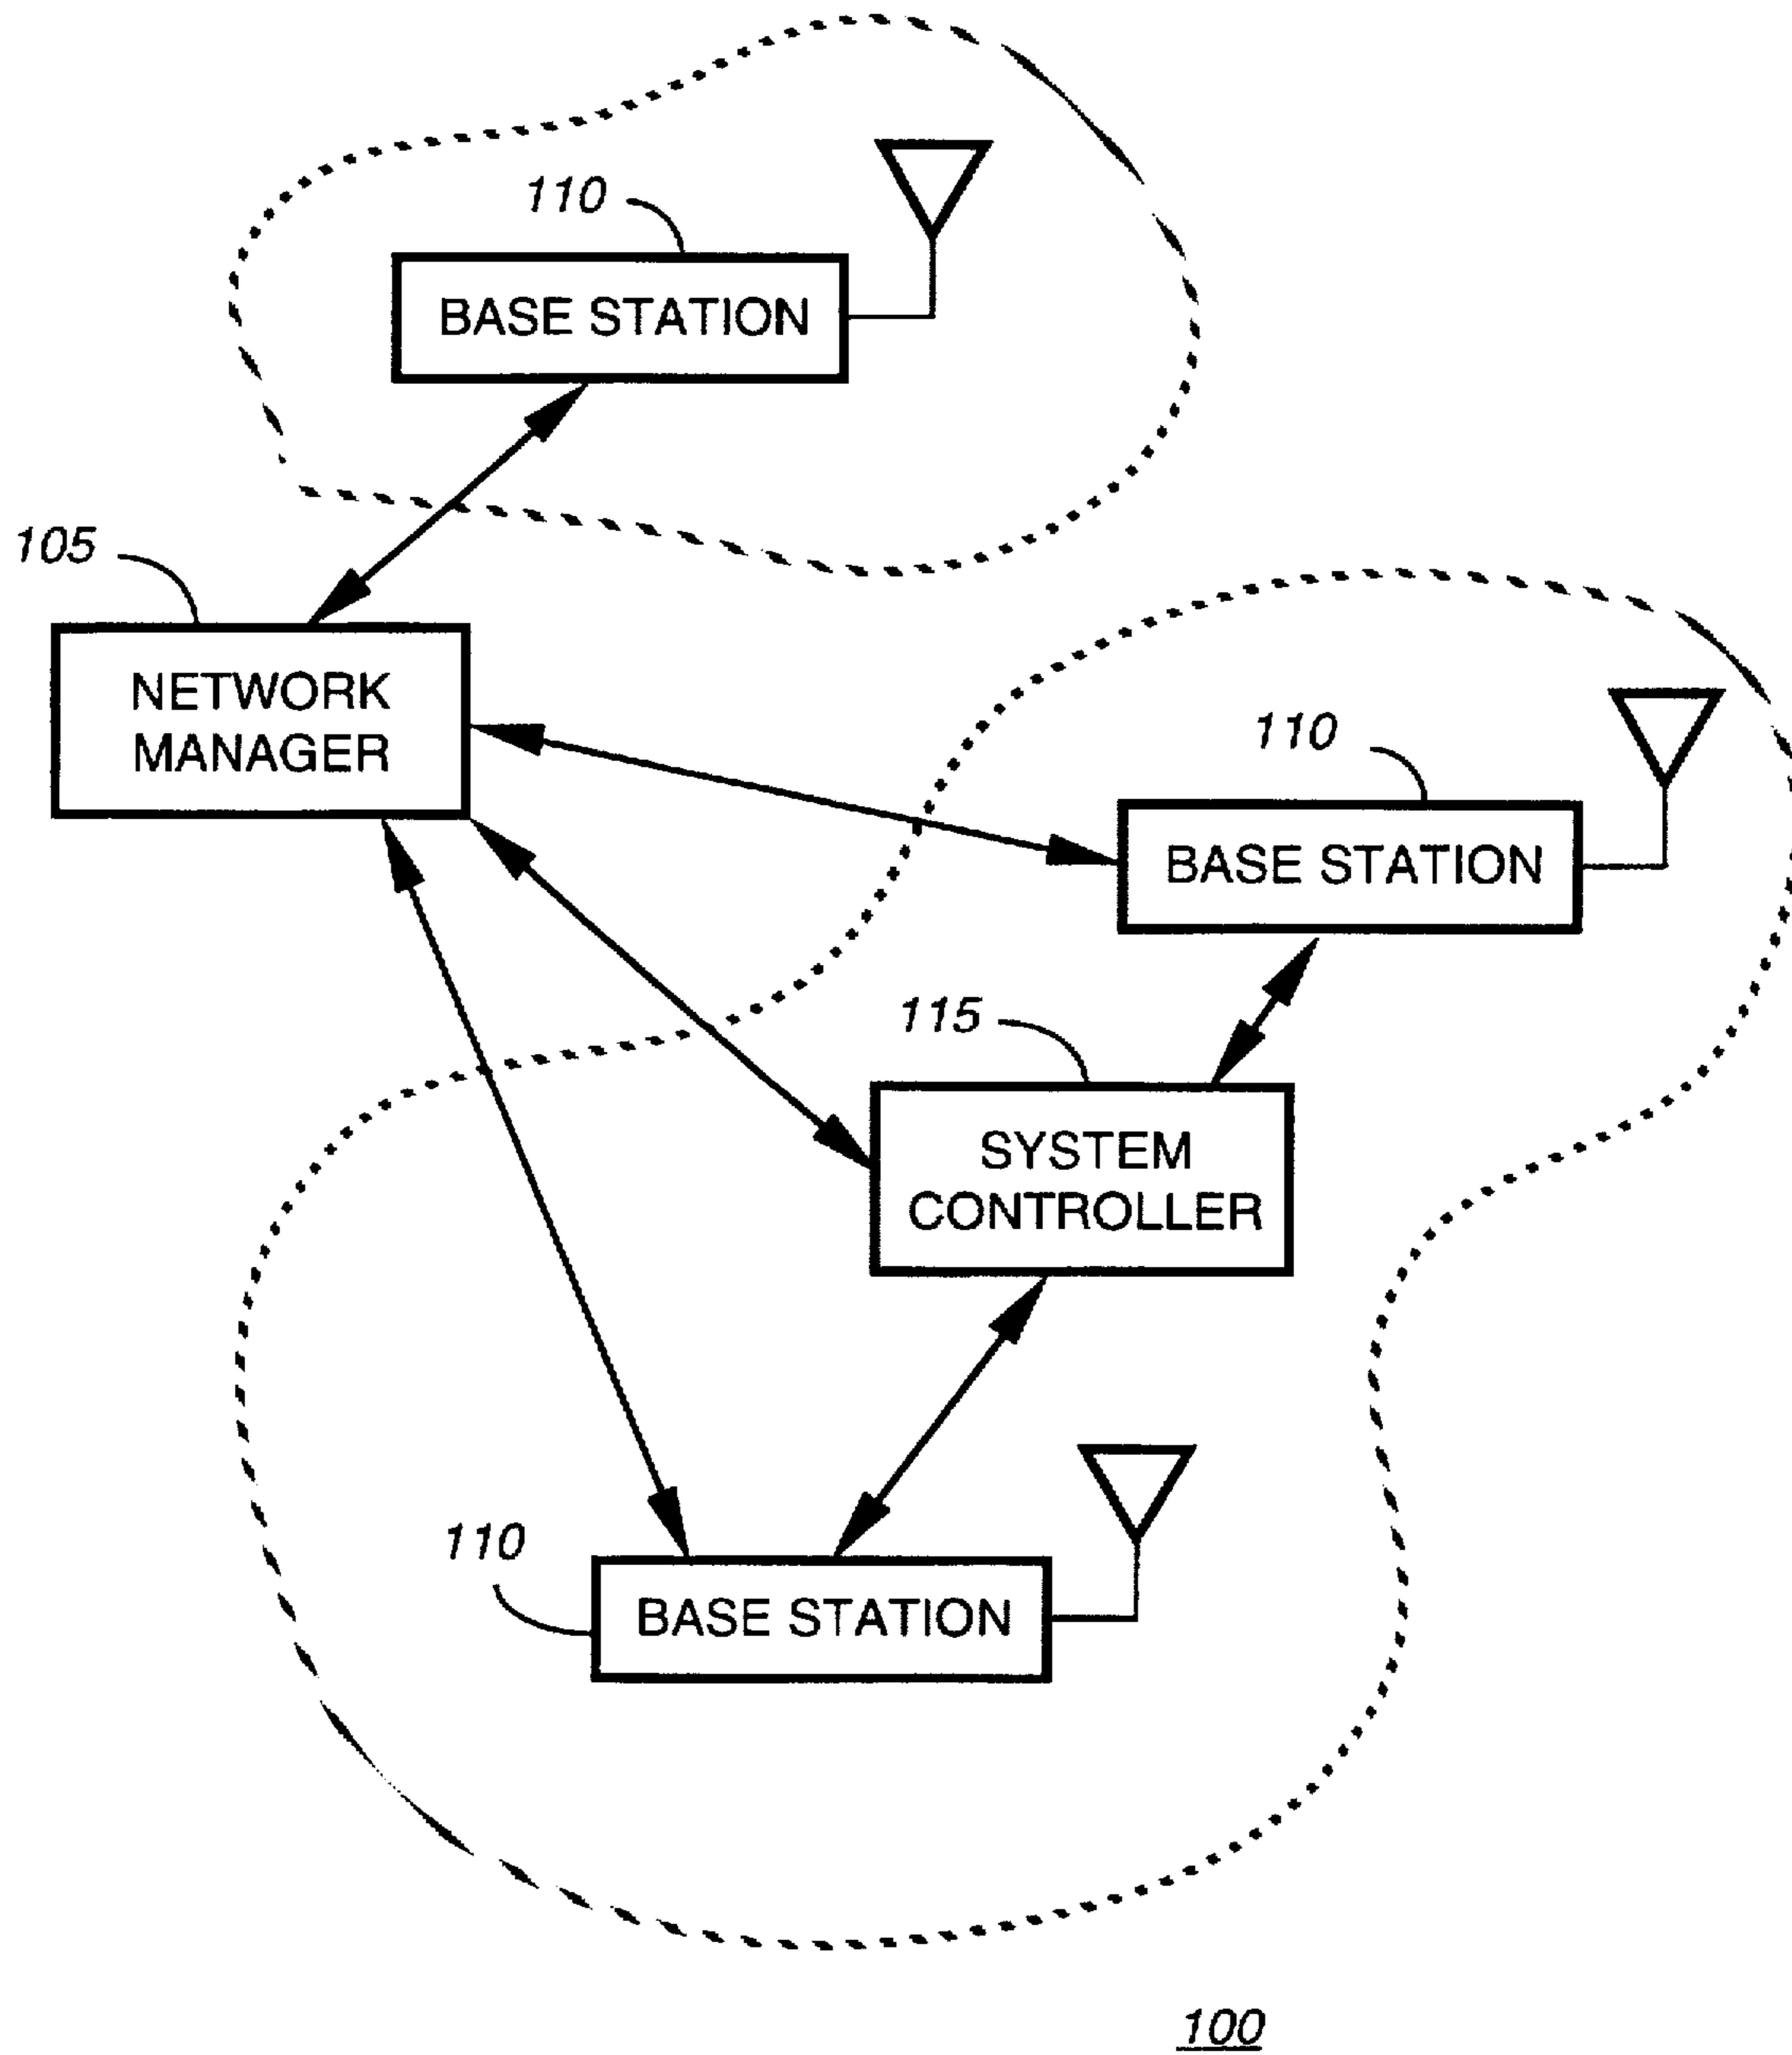 110
BASE STATION
105
NETWORK
MANAGER
110
BASE STATION
115
SYSTEM
CONTROLLER
110
BASE STATION
100